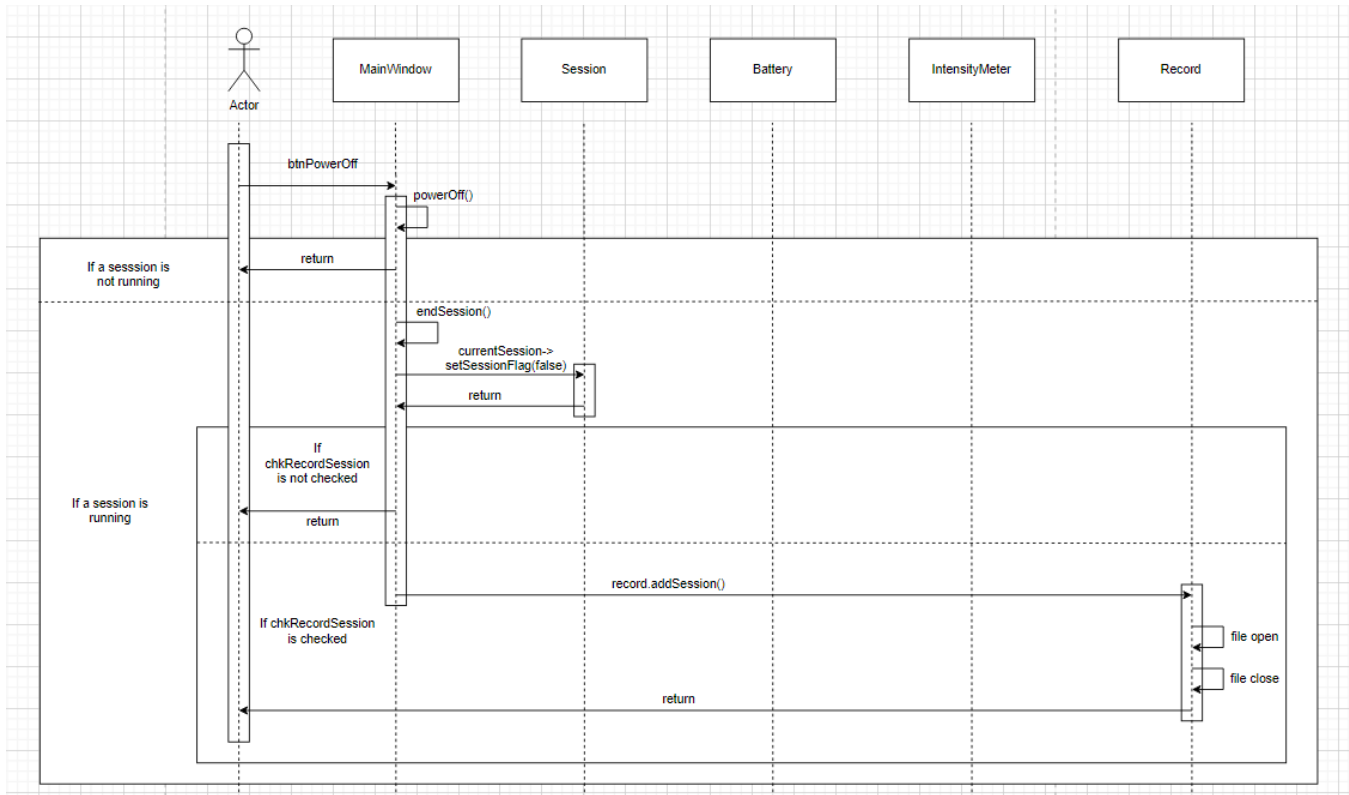 Actor
MainWindow
Session
Battery
IntensityMeter
Record
btnPowerOff
powerOff()
If a sesssion is
not running
return
endSession()
currentSession->
setSessionFlag(false)
return
If
chkRecordSession
is not checked
If a session is
running
return
record.addSession()
If chkRecordSession
is checked
file open
file close
return